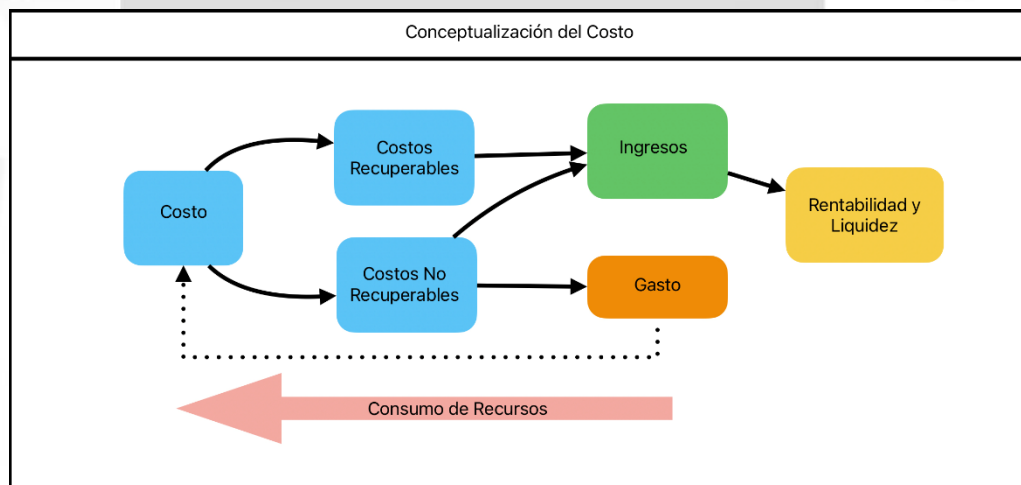 Conceptualización del Costo
Costos
Recuperables
Ingresos
Costo
Rentabilidad y
Liquidez
Costos No
Recuperables
Gasto
Consumo de Recursos